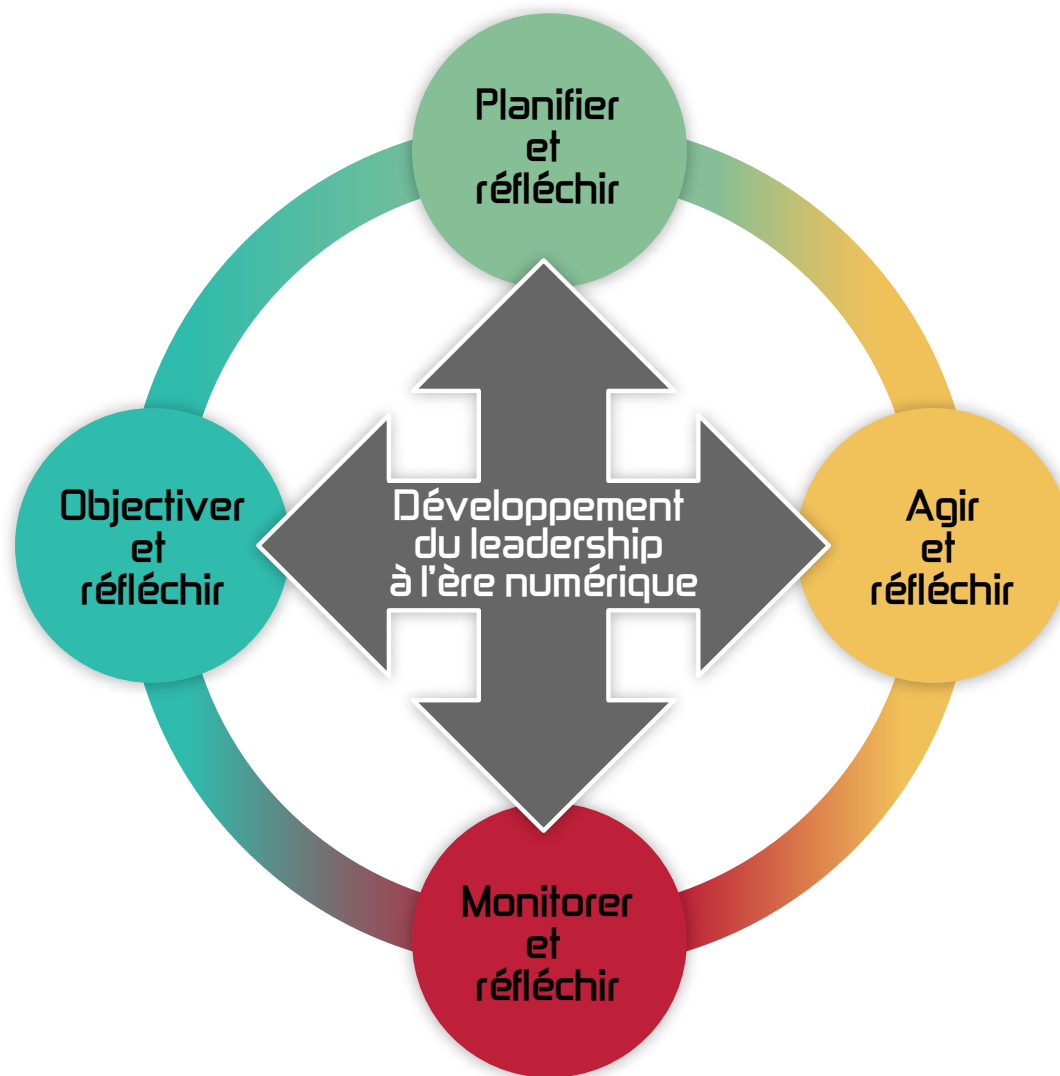 Planifier
et
réfléchir
Objectiver
et
réfléchir
Développement
du leadership
à l'ère numérique
Agir
et
réfléchir
Monitorer
et
réfléchir